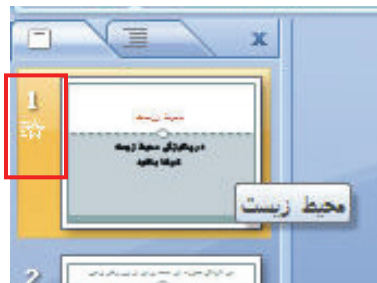 1
محیط زیست
در پاکیزگی محیط زیست
کوشا باشید
محیط زیست
2